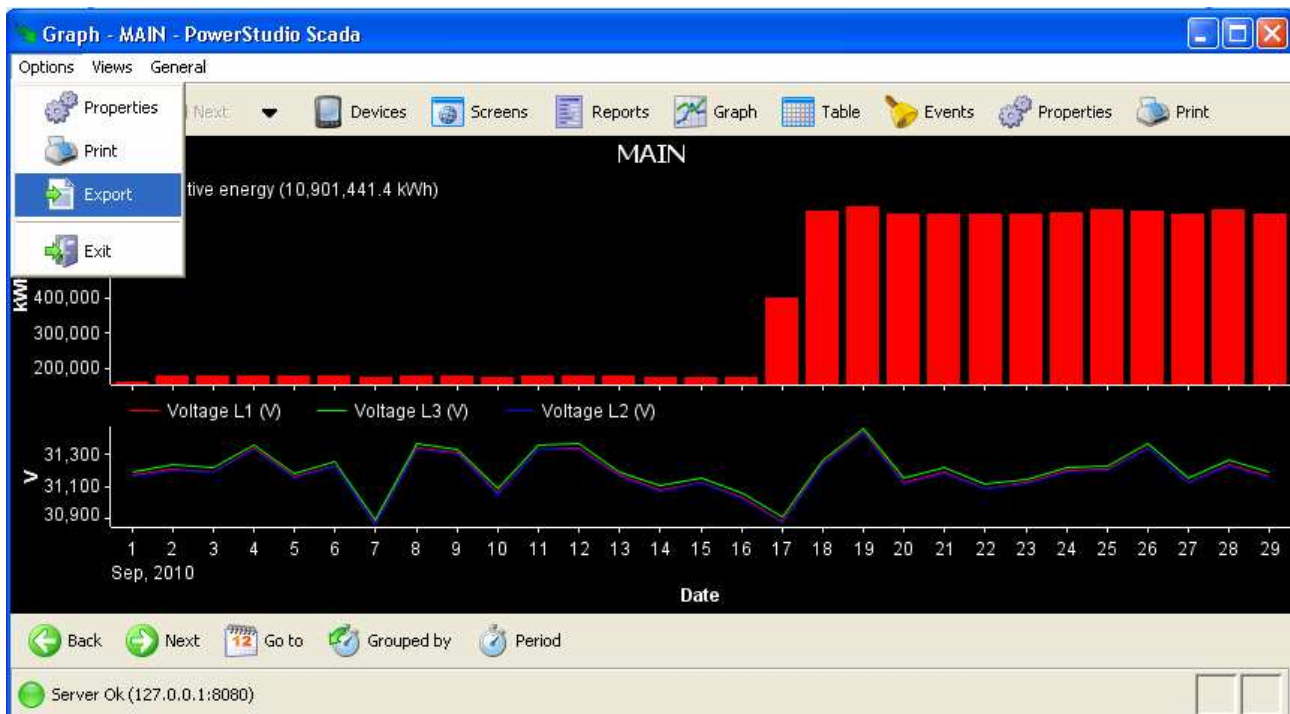 Graph - MAIN - PowerStudio Scada
Options Views General
Properties
Print
Export
Exit
Next Devices Screens Reports Graph Table Events Properties Print
MAIN
tive energy (10,901,441.4 kWh)
400,000
300,000
200,000
Voltage L1 (V) Voltage L3 (V) Voltage L2 (V)
V
31,300
31,100
30,900
1 2 3 4 5 6 7 8 9 10 11 12 13 14 15 16 17 18 19 20 21 22 23 24 25 26 27 28 29
Sep, 2010
Date
Back Next 12 Go to Grouped by Period
Server Ok (127.0.0.1:8080)